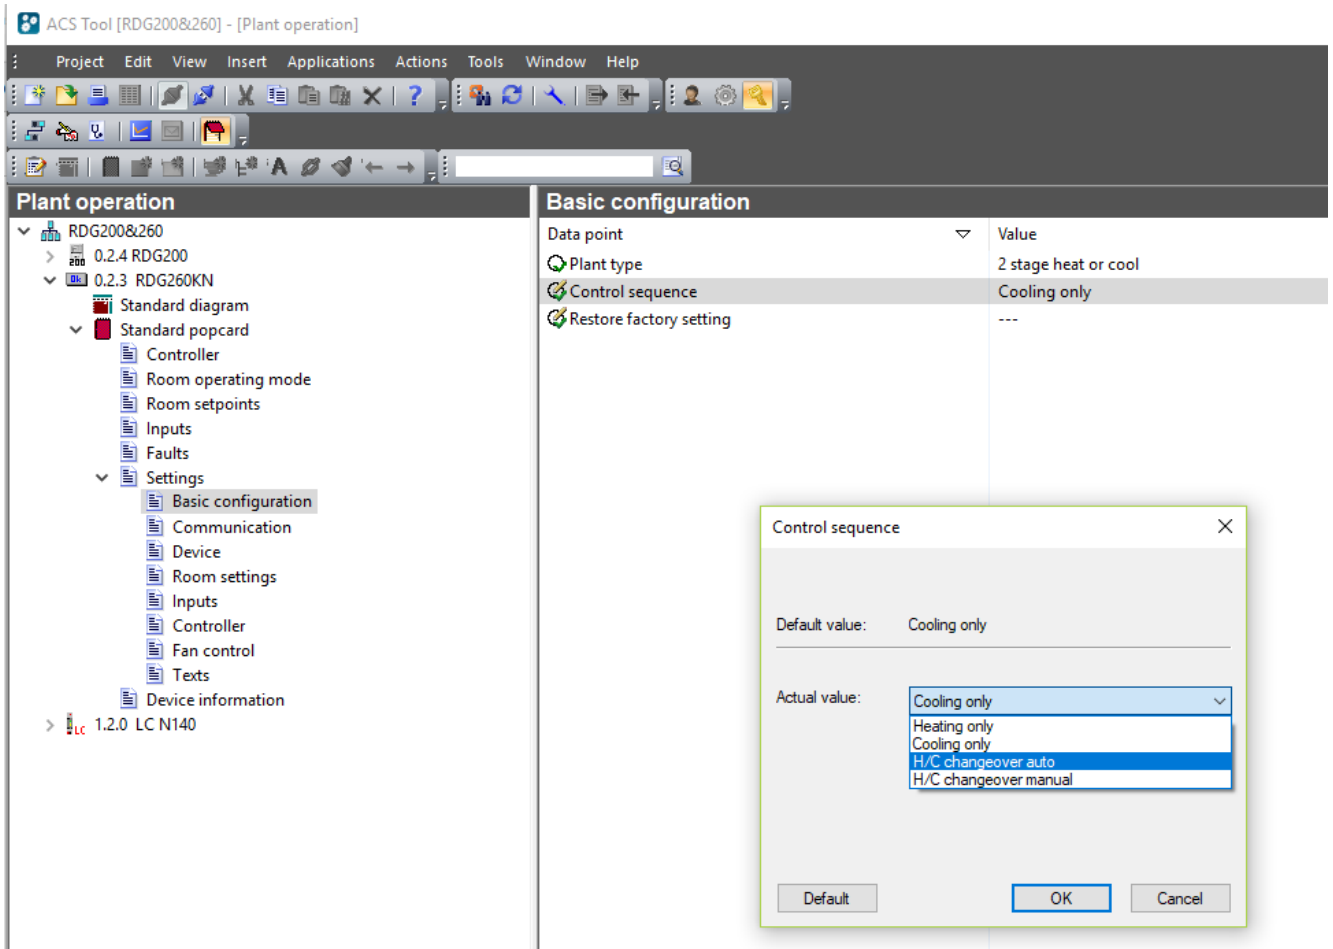 ACS Tool [RDG200&260] - [Plant operation]
Project Edit View Insert Applications Actions Tools Window Help
Plant operation
RDG200&260
200
0.2.4 RDG200
Ok
0.2.3 RDG260KN
Standard diagram
Standard popcard
Controller
Room operating mode
Room setpoints
Inputs
Faults
Settings
Basic configuration
Communication
Device
Room settings
Inputs
Controller
Fan control
Texts
Device information
LC
1.2.0 LC N140
Basic configuration
Data point Value
Plant type 2 stage heat or cool
Control sequence Cooling only
Restore factory setting ---
Control sequence
Default value: Cooling only
Actual value: Cooling only
Heating only
Cooling only
H/C changeover auto
H/C changeover manual
Default OK Cancel